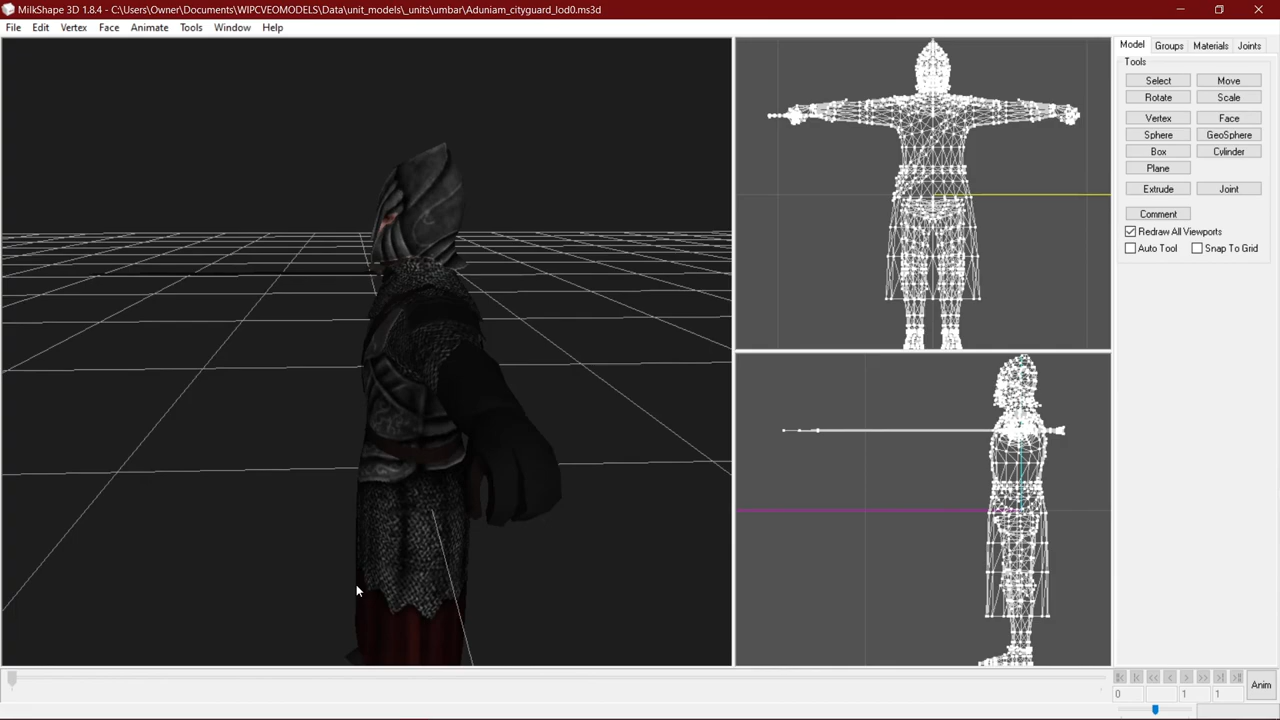 MilkShape 3D 1.8.4 - C:\Users\Owner\Documents\WIPCVEOMODELS\Data\unit_models\_units\umbar\Aduniam_cityguard_lod0.ms3d
File Edit Vertex Face Animate Tools Window Help
Model Groups Materials Joints
Tools
Select Move
Rotate Scale
Vertex Face
Sphere GeoSphere
Box Cylinder
Plane
Extrude Joint
Comment
Redraw All Viewports
Auto Tool Snap To Grid
Anim
0 1 1